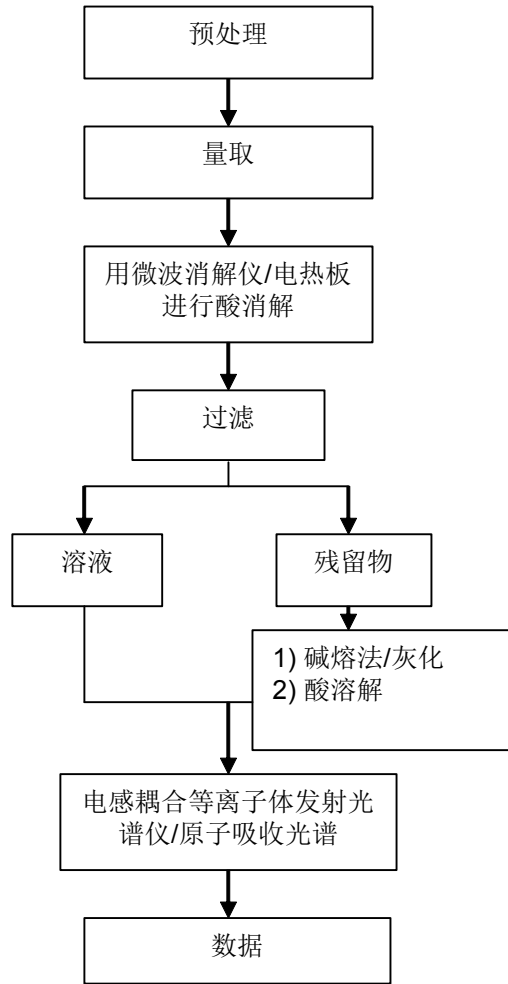 预处理
量取
用微波消解仪/电热板
进行酸消解
过滤
溶液
残留物
1) 碱熔法/灰化
2) 酸溶解
电感耦合等离子体发射光
谱仪/原子吸收光谱
数据